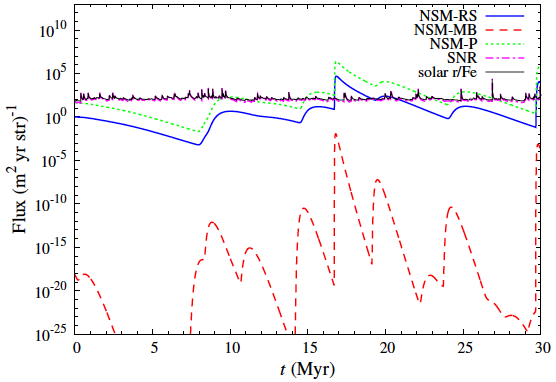 10^10
10^5
10^0
10^-5
10^-10
10^-15
10^-20
10^-25
Flux (m^2 yr str)^-1
NSM-RS
NSM-MB
NSM-P
SNR
solar r/Fe
0 5 10 15 20 25 30
t (Myr)